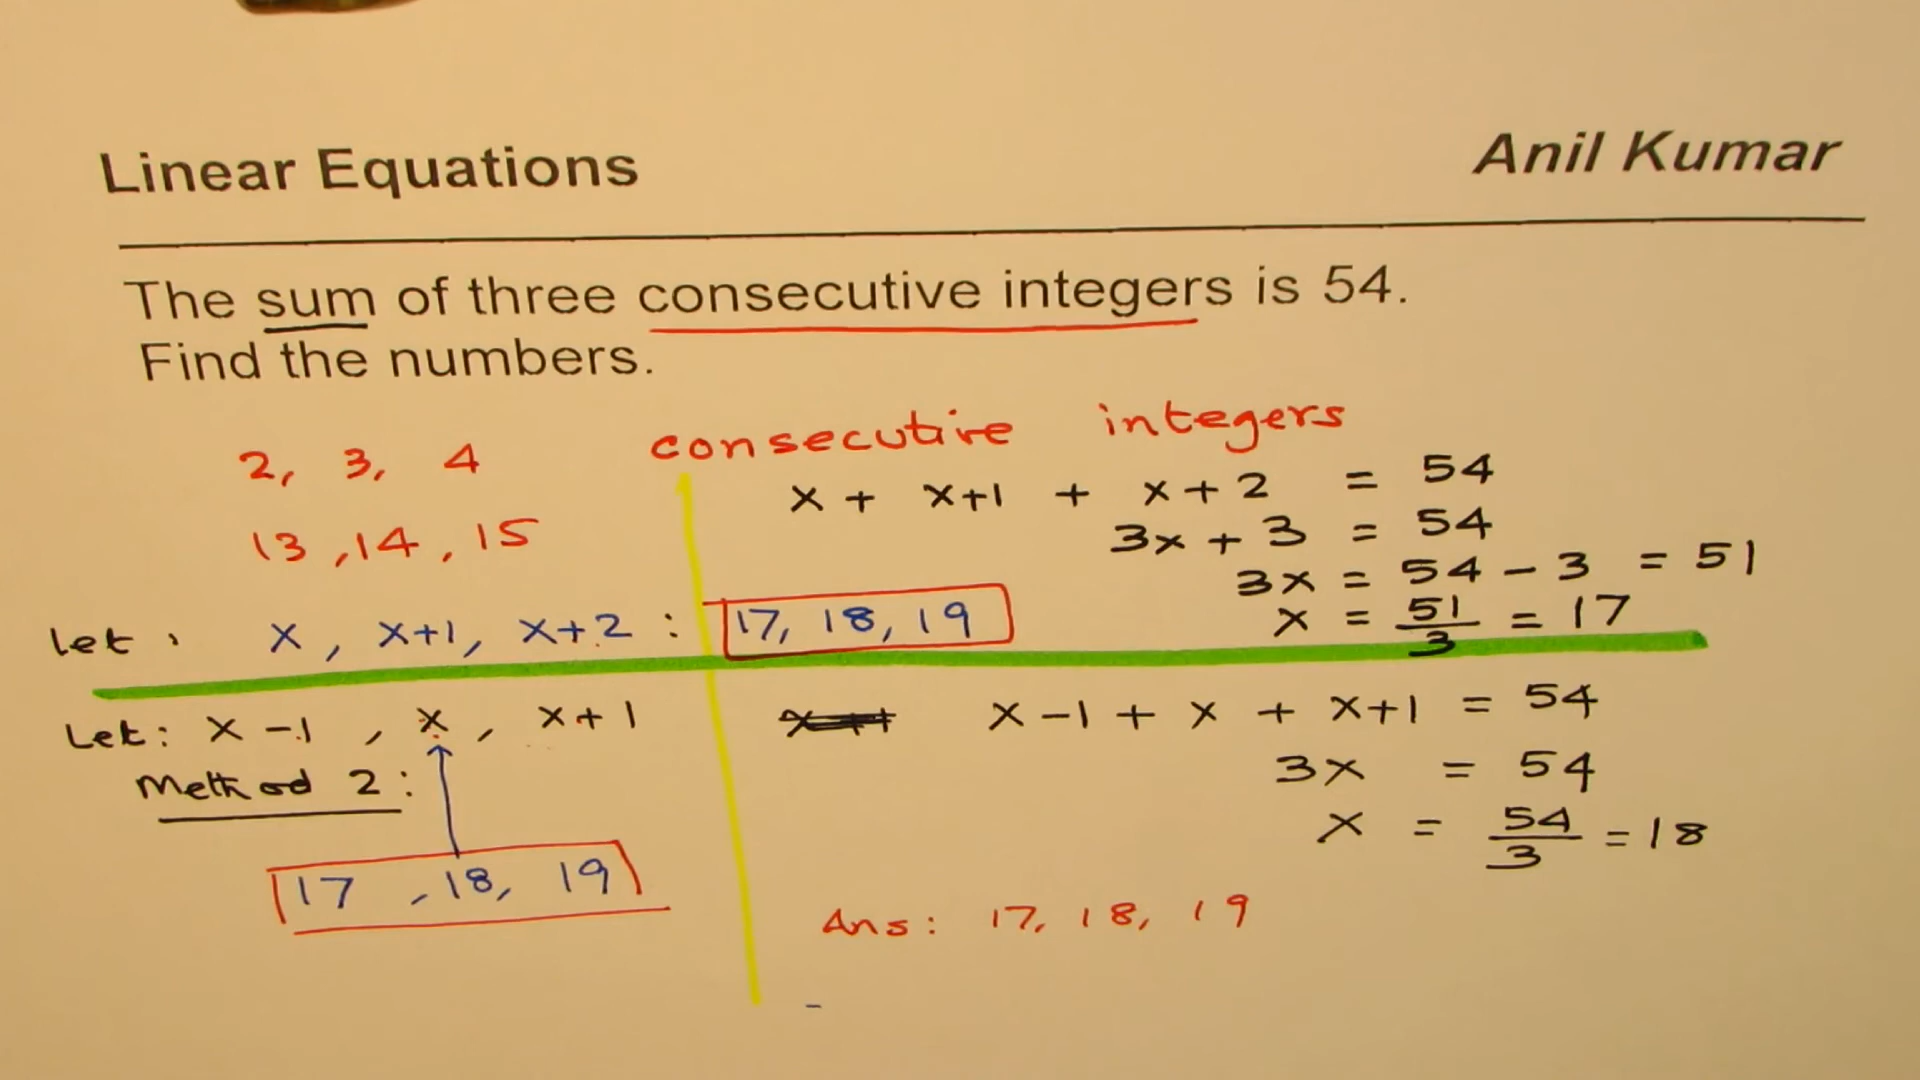 Linear Equations
Anil Kumar
The sum of three consecutive integers is 54.
Find the numbers.
2, 3, 4
consecutive integers
13, 14, 15
x + x+1 + x+2 = 54
3x + 3 = 54
3x = 54 - 3 = 51
x = 51/3 = 17
Let: x, x+1, x+2 : 17, 18, 19
Let: x-1, x, x+1
x-1 + x + x+1 = 54
Method 2:
3x = 54
x = 54/3 = 18
17, 18, 19
Ans: 17, 18, 19